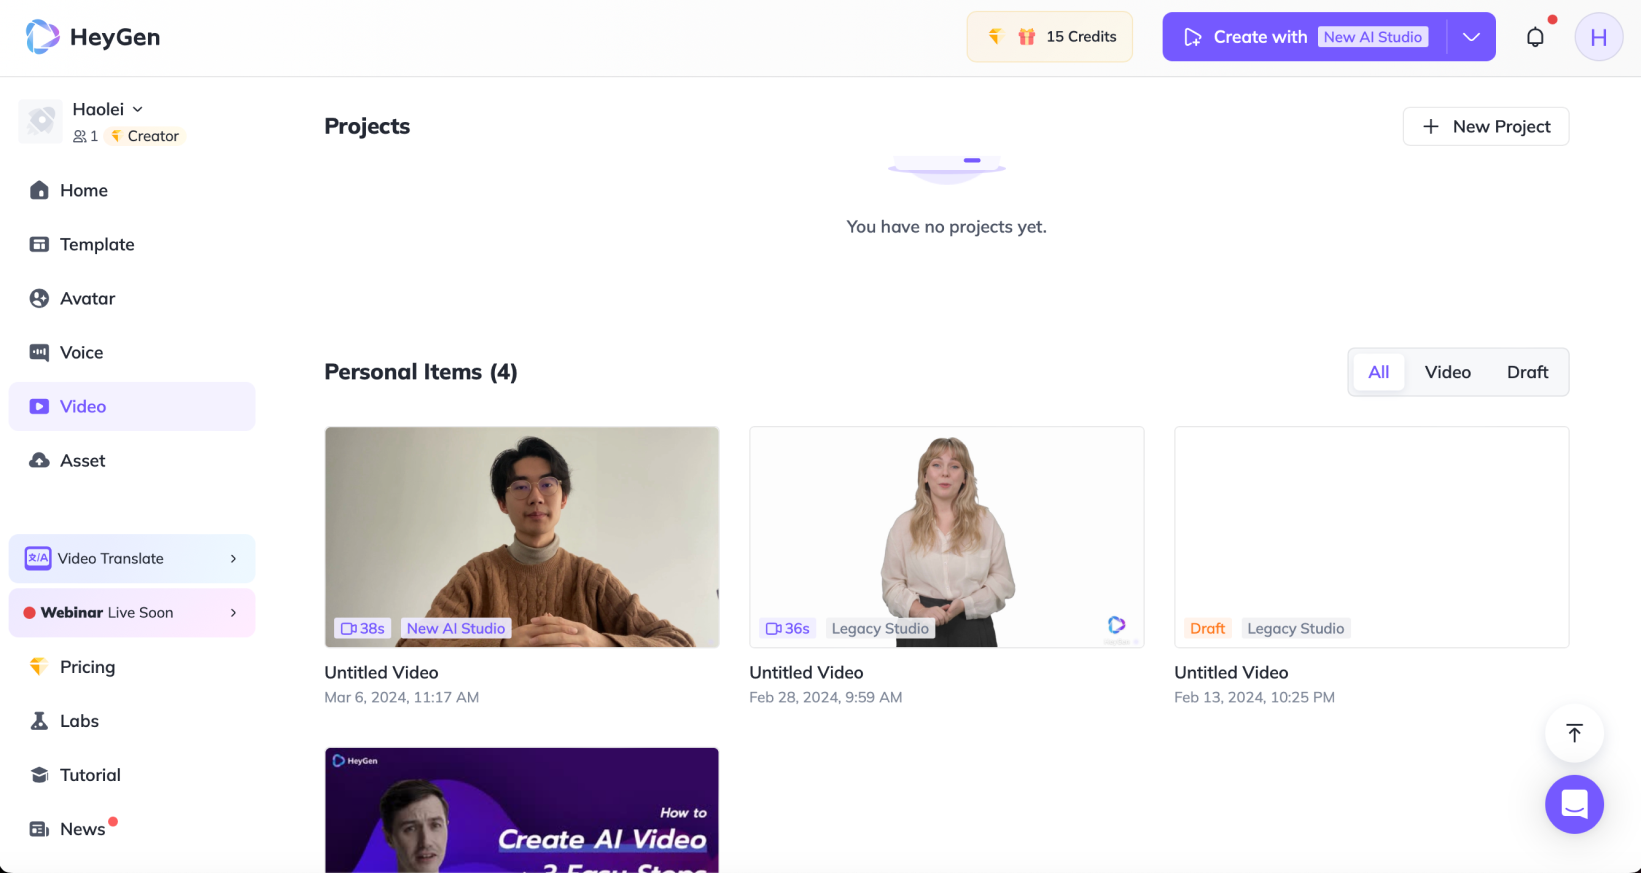 HeyGen
15 Credits
Create with New AI Studio
H
Haolei
1 Creator
Projects
New Project
Home
Template
Avatar
Voice
Video
Asset
Video Translate
Webinar Live Soon
Pricing
Labs
Tutorial
News
You have no projects yet.
Personal Items (4)
All Video Draft
38s New AI Studio
Untitled Video
Mar 6, 2024, 11:17 AM
36s Legacy Studio
Untitled Video
Feb 28, 2024, 9:59 AM
Draft Legacy Studio
Untitled Video
Feb 13, 2024, 10:25 PM
HeyGen
How to
Create AI Video
3 Easy Steps